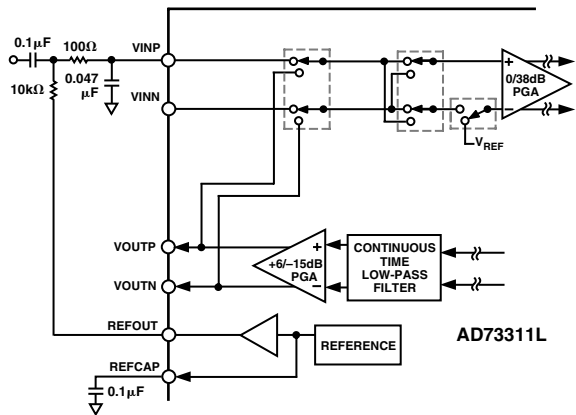 0.1μF
100Ω
VINP
0.047
μF
10kΩ
VINN
+
0/38dB
PGA
−
VREF
VOUTP
+
+6/–15dB
PGA
−
CONTINUOUS
TIME
LOW-PASS
FILTER
VOUTN
REFOUT
REFERENCE
AD73311L
REFCAP
0.1μF